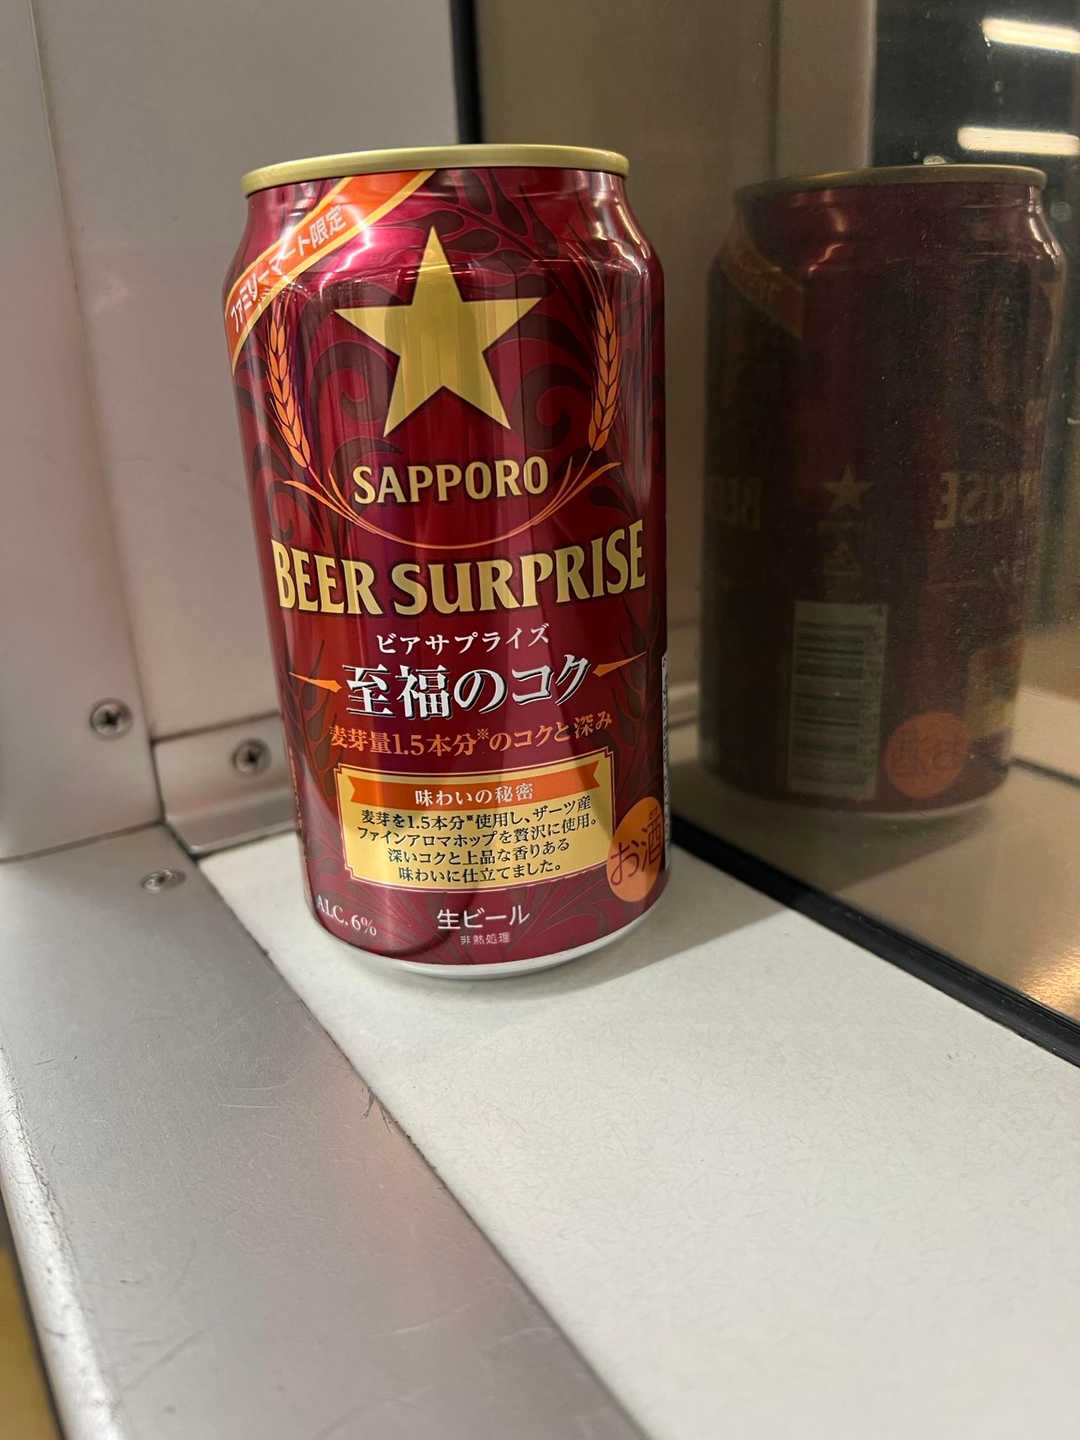 ファミリーマート限定
SAPPORO
BEER SURPRISE
ビアサプライズ
至福のコク
麦芽量1.5本分※のコクと深み
味わいの秘密
麦芽を1.5本分※使用し、ザーツ産
ファインアロマホップを贅沢に使用。
深いコクと上品な香りある
味わいに仕立てました。
お酒
ALC. 6%
生ビール
非熱処理